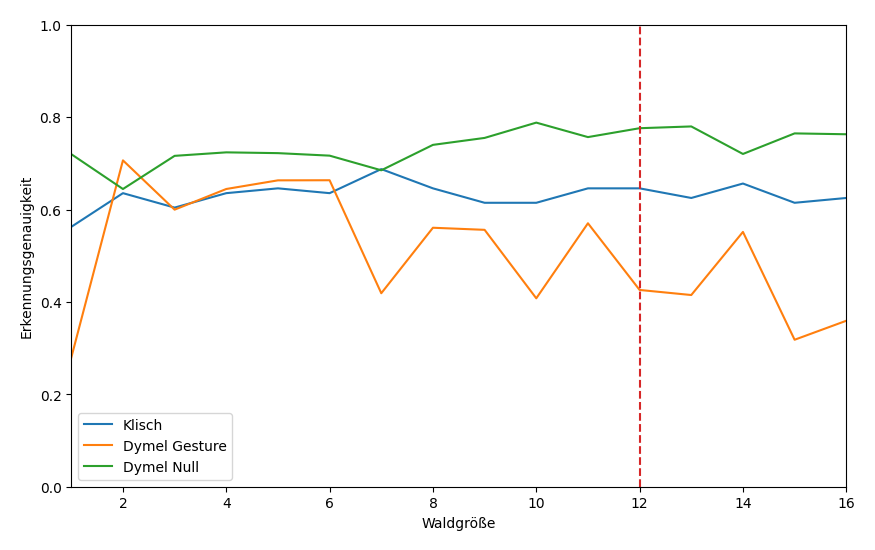 1.0
0.8
0.6
0.4
0.2
0.0
Erkennungsgenauigkeit
Klisch
Dymel Gesture
Dymel Null
2 4 6 8 10 12 14 16
Waldgröße